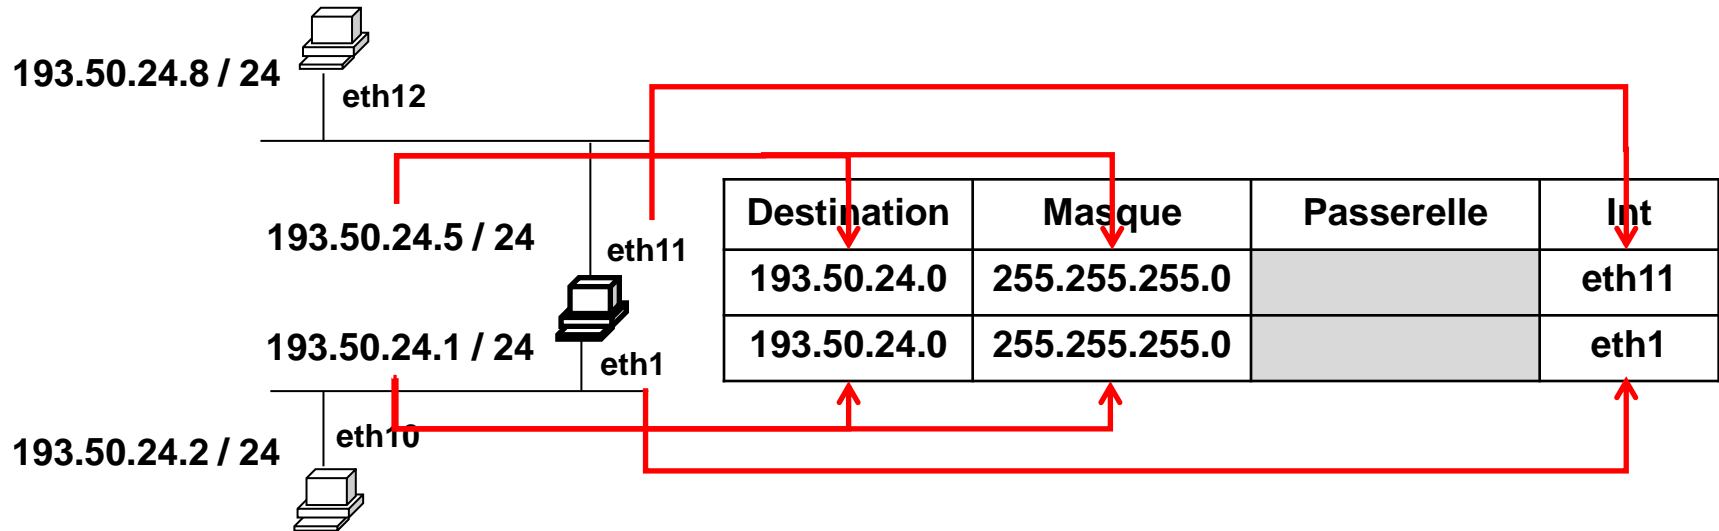 193.50.24.8 / 24
eth12
193.50.24.5 / 24
eth11
193.50.24.1 / 24
eth1
eth10
193.50.24.2 / 24
Destination Masque Passerelle Int
193.50.24.0 255.255.255.0 eth11
193.50.24.0 255.255.255.0 eth1